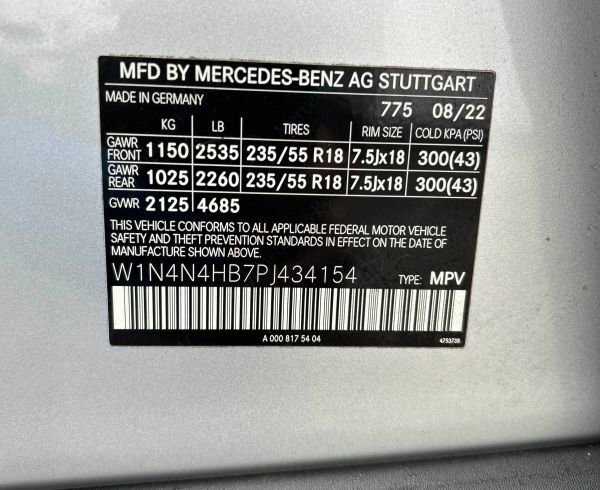 MFD BY MERCEDES-BENZ AG STUTTGART
MADE IN GERMANY 775 08/22
KG LB TIRES RIM SIZE COLD KPA (PSI)
GAWR FRONT 1150 2535 235/55 R18 7.5Jx18 300(43)
GAWR REAR 1025 2260 235/55 R18 7.5Jx18 300(43)
GVWR 2125 4685
THIS VEHICLE CONFORMS TO ALL APPLICABLE FEDERAL MOTOR VEHICLE
SAFETY AND THEFT PREVENTION STANDARDS IN EFFECT ON THE DATE OF
MANUFACTURE SHOWN ABOVE.
W1N4N4HB7PJ434154 TYPE: MPV
A 000 817 54 04 4753738